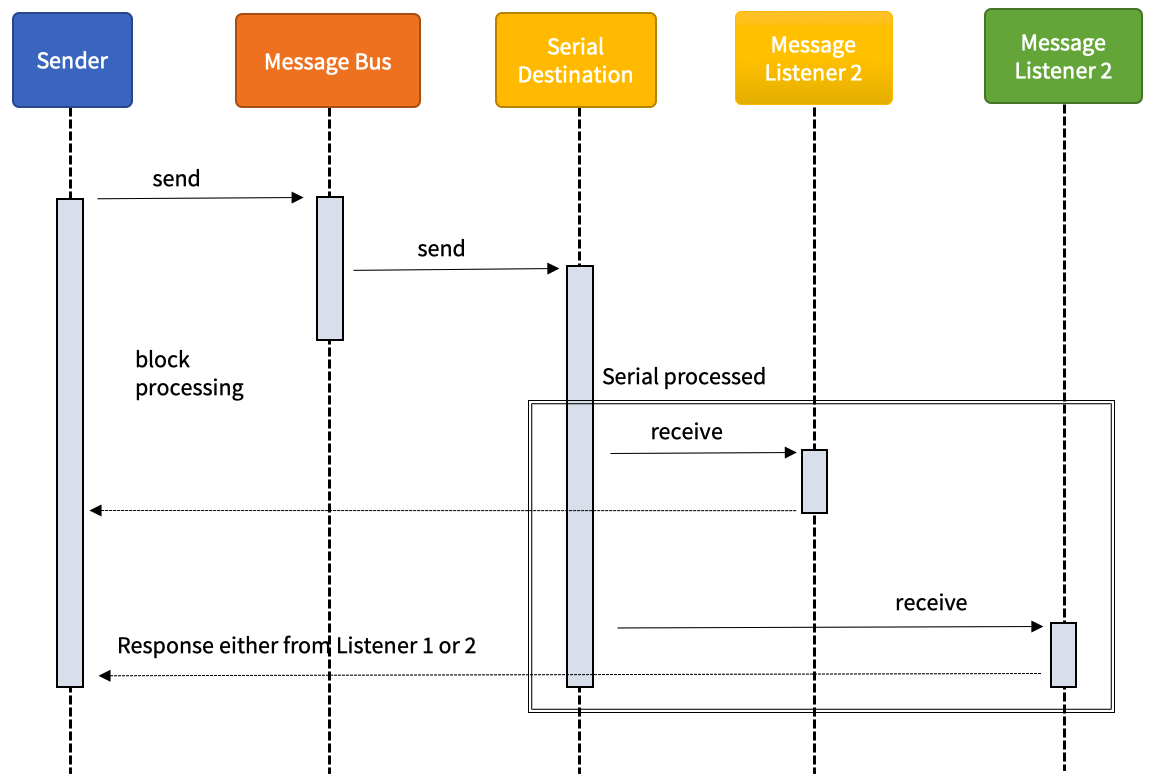 Sender
Message Bus
Serial
Destination
Message
Listener 2
Message
Listener 2
send
send
block
processing
Serial processed
receive
receive
Response either from Listener 1 or 2